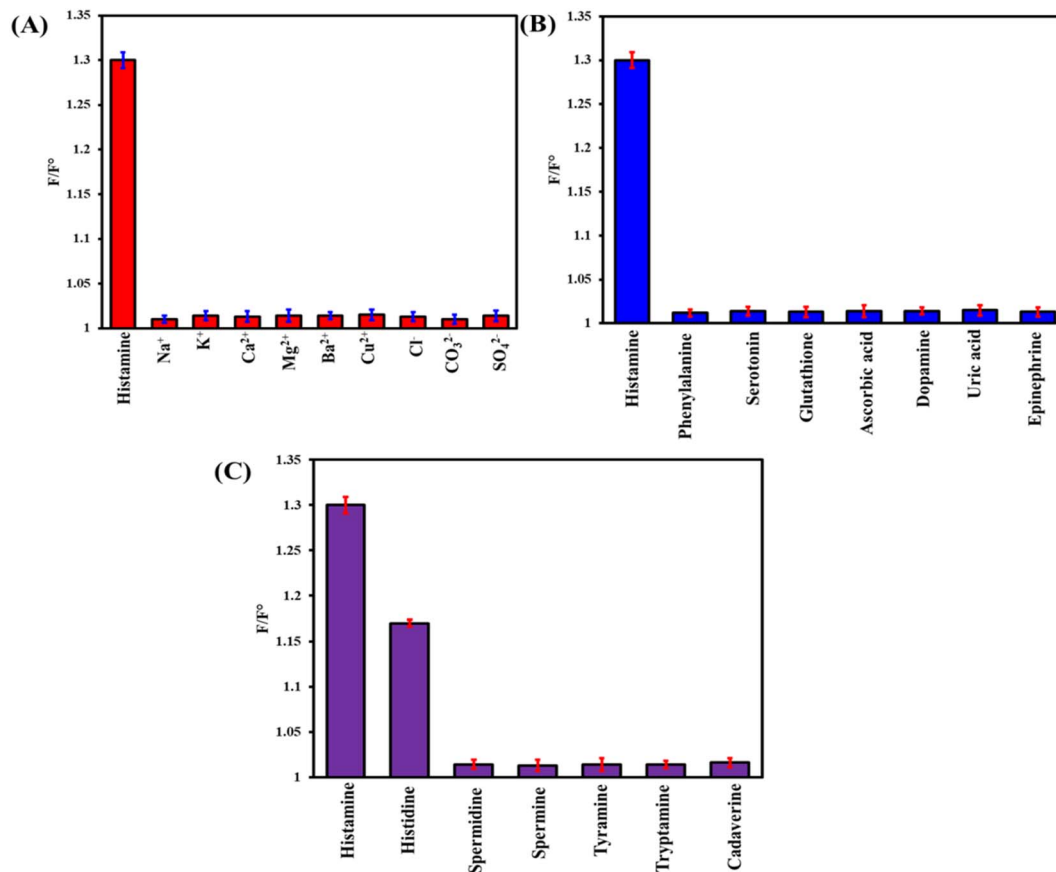 (A)
1.35
1.3
1.25
1.2
1.15
1.1
1.05
1
F/F°
Histamine
Na⁺
K⁺
Ca²⁺
Mg²⁺
Ba²⁺
Cu²⁺
Cl⁻
CO₃²⁻
SO₄²⁻
(B)
1.35
1.3
1.25
1.2
1.15
1.1
1.05
1
F/F°
Histamine
Phenylalanine
Serotonin
Glutathione
Ascorbic acid
Dopamine
Uric acid
Epinephrine
(C)
1.35
1.3
1.25
1.2
1.15
1.1
1.05
1
F/F°
Histamine
Histidine
Spermidine
Spermine
Tyramine
Tryptamine
Cadaverine